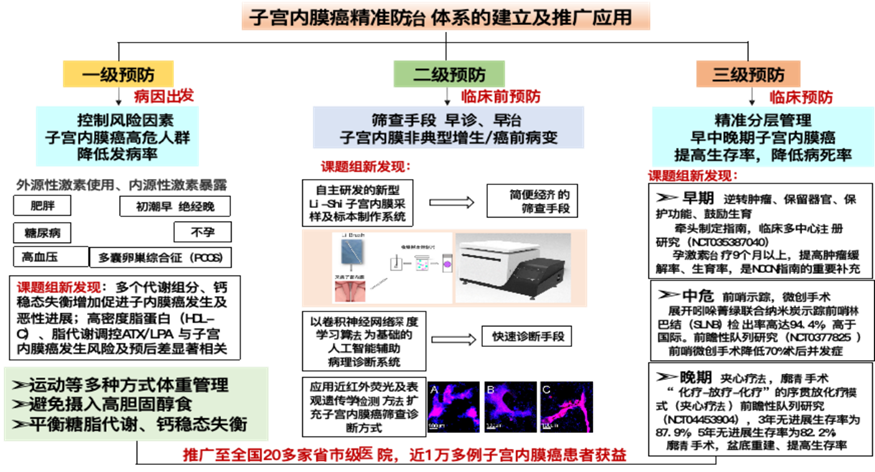 子宫内膜癌精准防治 体系的建立及推广应用
一级预防
病因出发
控制风险因素
子宫内膜癌高危人群
降低发病率
外源性激素使用、内源性激素暴露
肥胖
初潮早 绝经晚
糖尿病
不孕
高血压
多囊卵巢综合征（PCOS）
课题组新发现：多个代谢组分、钙
稳态失衡增加促进子内膜癌发生及
恶性进展；高密度脂蛋白（HDL-
C）、脂代谢调控ATX/LPA 与子宫
内膜癌发生风险及预后差显著相关
➢运动等多种方式体重管理
➢避免摄入高胆固醇食
➢平衡糖脂代谢、钙稳态失衡
二级预防
临床前预防
筛查手段 早诊、早治
子宫内膜非典型增生/癌前病变
课题组新发现：
自主研发的新型
Li-Shi 子宫内膜采
样及标本制作系统
简便经济 的
筛查手段
Li Brush
以卷积神经网络深度
学习算法 为基础的
人工智能辅助
病理诊断系统
快速诊断手段
应用近红外荧光及表
观遗传学检测 方法 扩
充子宫内膜癌筛查诊
断方式
A
B
C
三级预防
临床预防
精准分层管理
早中晚期子宫内膜癌
提高生存率，降低病死率
课题组新发现：
➢早期 逆转肿瘤、保留器官、保
护功能、鼓励生育
牵头制定指南，临床多中心注 册
研究（NCT035387040）
孕激素治 疗9个月以上，提高肿瘤缓
解率、生育率，是NCCN指南的重要补充
➢中危 前哨示踪，微创手术
展开吲哚菁绿联合纳米炭示踪前哨淋
巴结（SLNB）检 出率高达94.4% 高于
国际。前瞻性队列研究（NCT0377825 ）
前哨微创手术降低70%术后并发症
➢晚期 夹心疗法，廓清 手术
“ 化疗-放疗-化疗”的序贯放化疗模
式（夹心疗法）前瞻性队列研究
（NCT04453904），3年无进展生存率为
87.9% 5年无进展生存率为82.2%
廓清 手术，盆底重建、提高生存率
推广至全国20多家省市级医 院，近1万多例子宫内膜癌患者获益